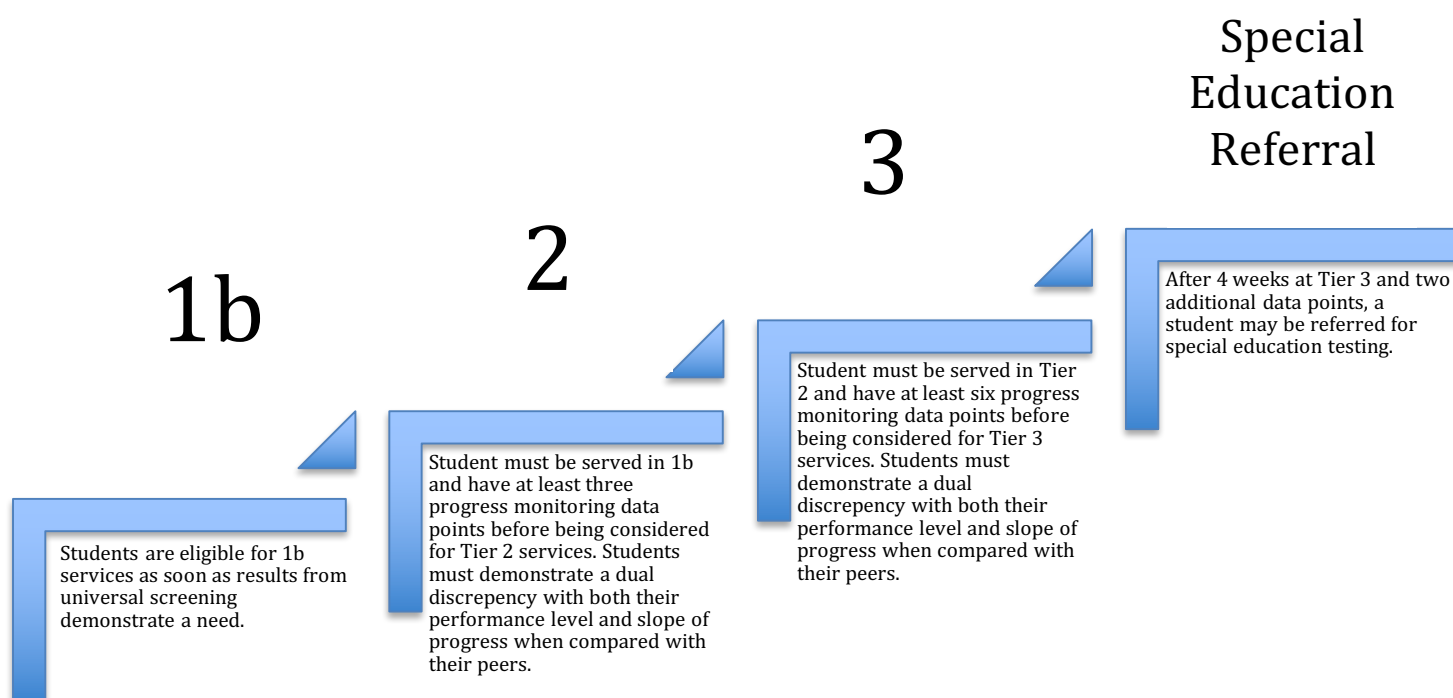 1b
Students are eligible for 1b
services as soon as results from
universal screening
demonstrate a need.
2
Student must be served in 1b
and have at least three
progress monitoring data
points before being considered
for Tier 2 services. Students
must demonstrate a dual
discrepency with both their
performance level and slope of
progress when compared with
their peers.
3
Student must be served in Tier
2 and have at least six progress
monitoring data points before
being considered for Tier 3
services. Students must
demonstrate a dual
discrepency with both their
performance level and slope of
progress when compared with
their peers.
Special
Education
Referral
After 4 weeks at Tier 3 and two
additional data points, a
student may be referred for
special education testing.